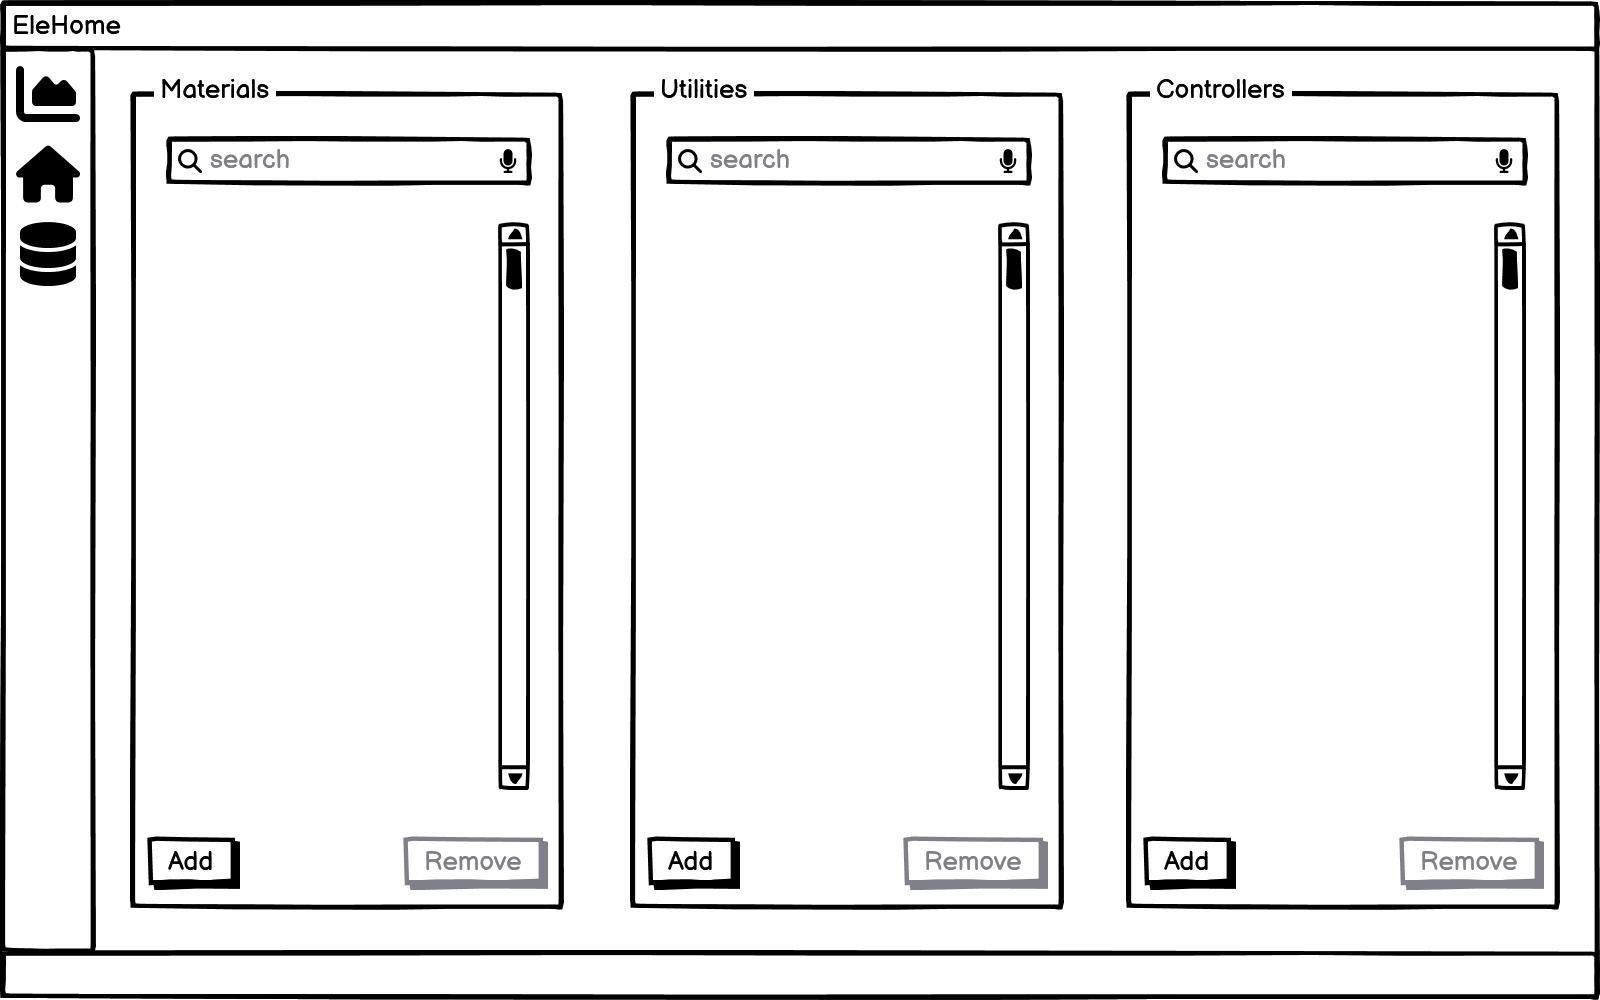 EleHome
Materials
Utilities
Controllers
search
search
search
Add
Remove
Add
Remove
Add
Remove